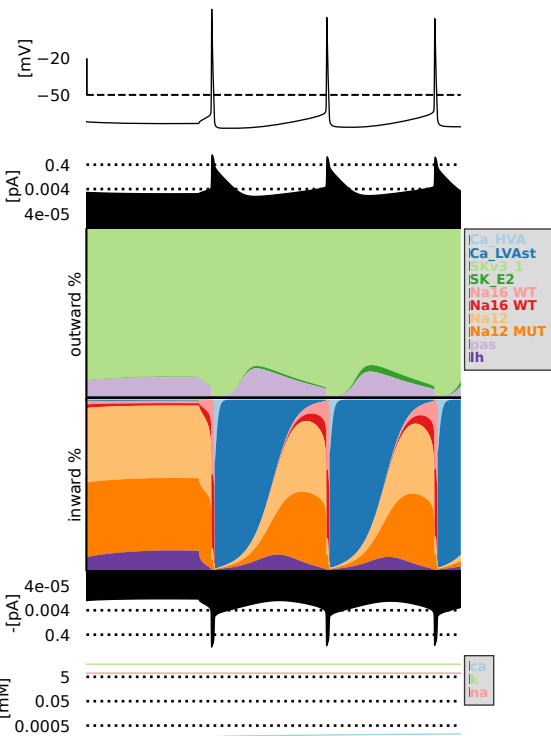 [mV]
−20
−50
[pA]
0.4
0.004
4e-05
outward %
Ca_HVA
Ca_LVAst
SKv3_1
SK_E2
Na16 WT
Na16 WT
Na12
Na12 MUT
pas
Ih
inward %
-[pA]
4e-05
0.004
0.4
[mM]
5
0.05
0.0005
ca
k
na